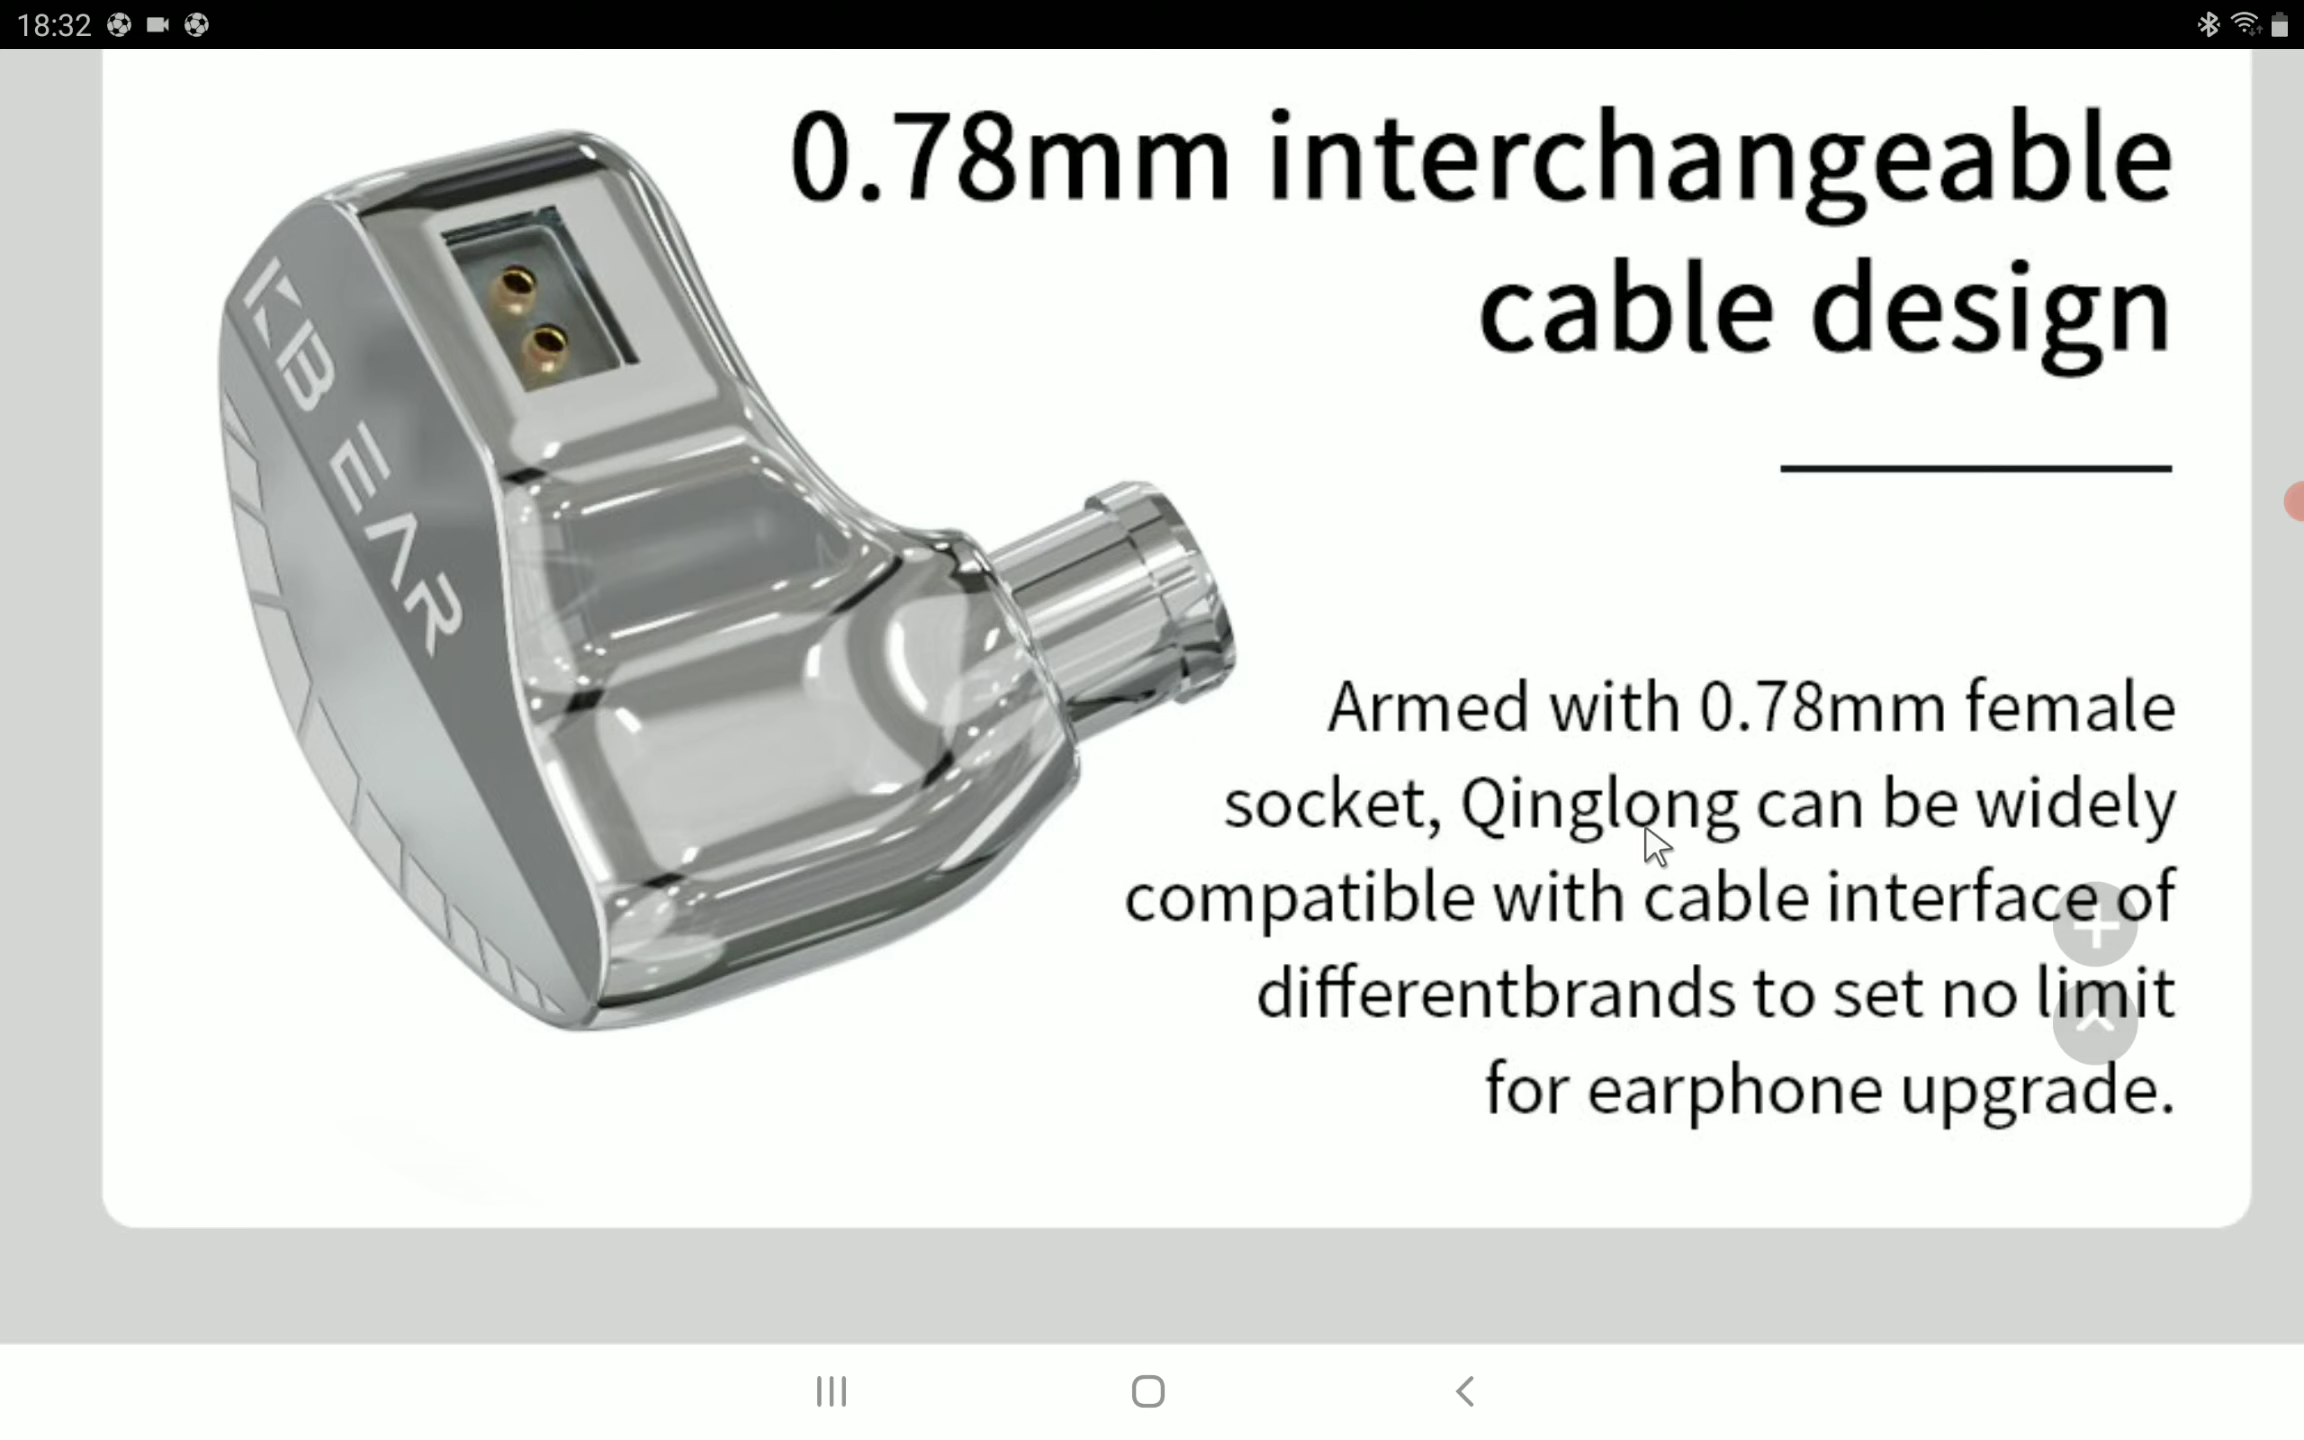 18:32
0.78mm interchangeable
cable design
KB EAR
Armed with 0.78mm female
socket, Qinglong can be widely
compatible with cable interface of
differentbrands to set no limit
for earphone upgrade.